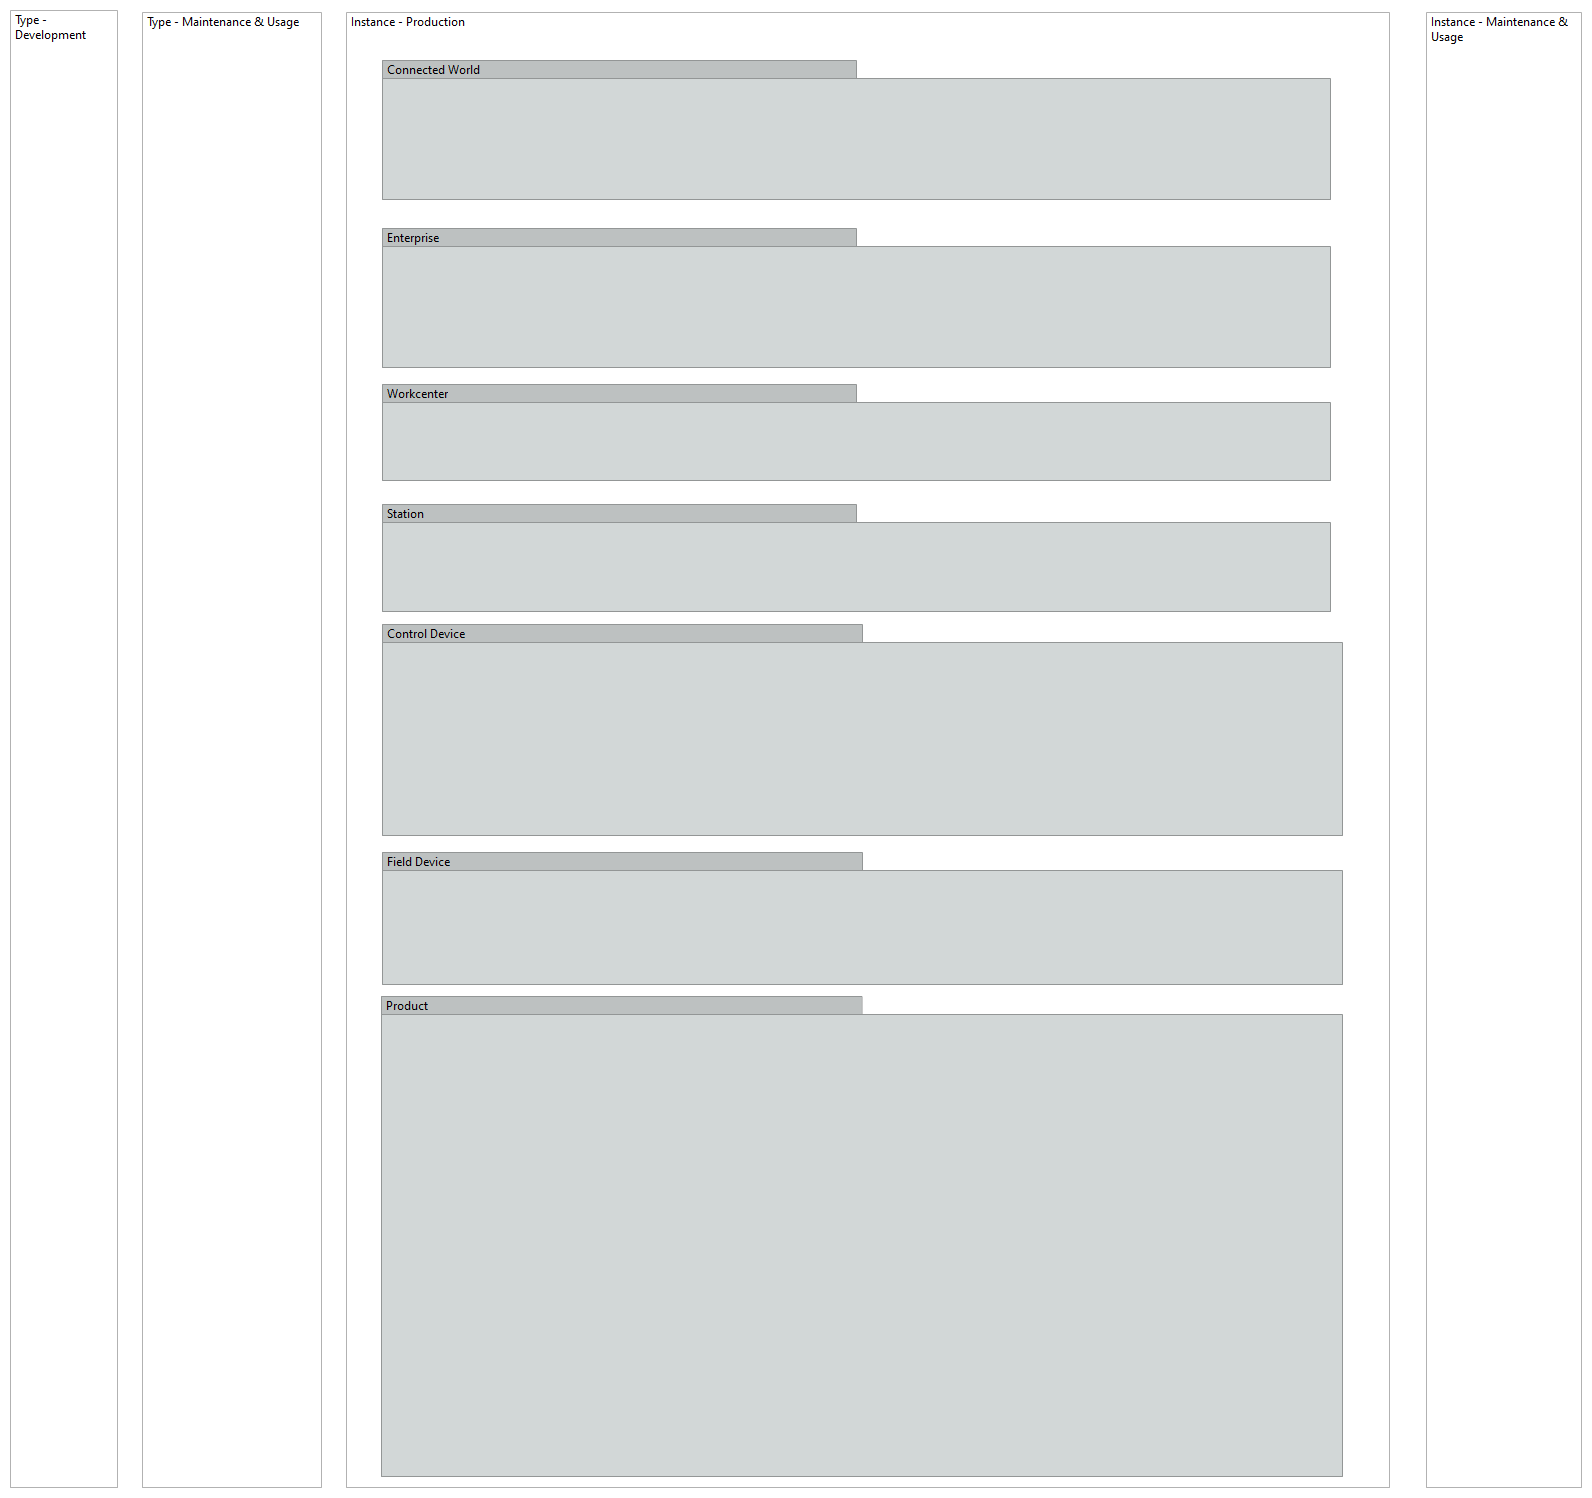 Type -
Development
Type - Maintenance & Usage
Instance - Production
Connected World
Enterprise
Workcenter
Station
Control Device
Field Device
Product
Instance - Maintenance &
Usage